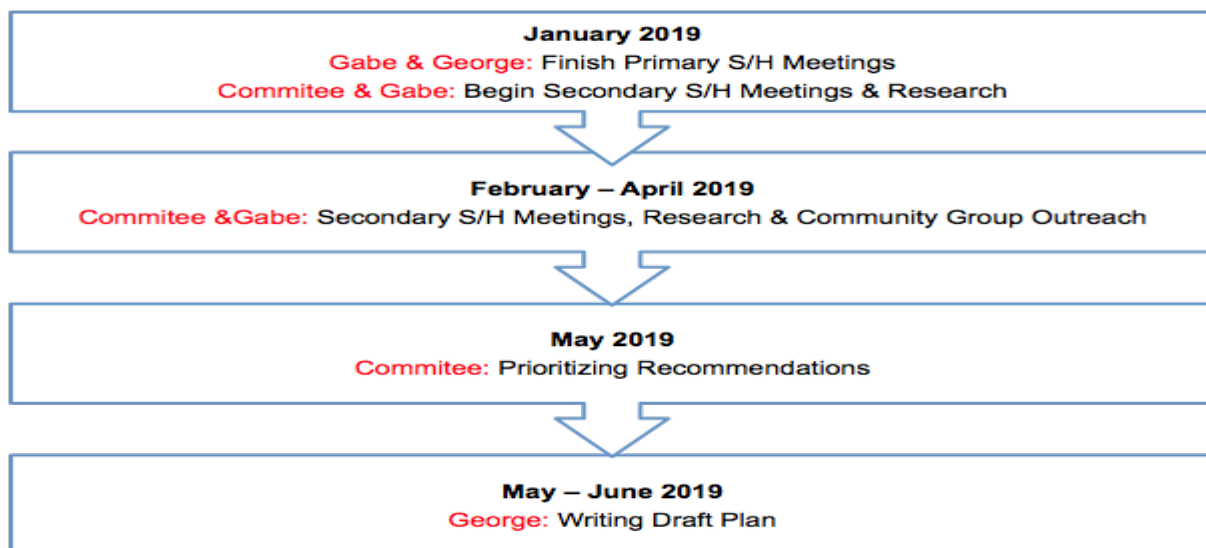 January 2019
Gabe & George: Finish Primary S/H Meetings
Commitee & Gabe: Begin Secondary S/H Meetings & Research
February – April 2019
Commitee &Gabe: Secondary S/H Meetings, Research & Community Group Outreach
May 2019
Commitee: Prioritizing Recommendations
May – June 2019
George: Writing Draft Plan